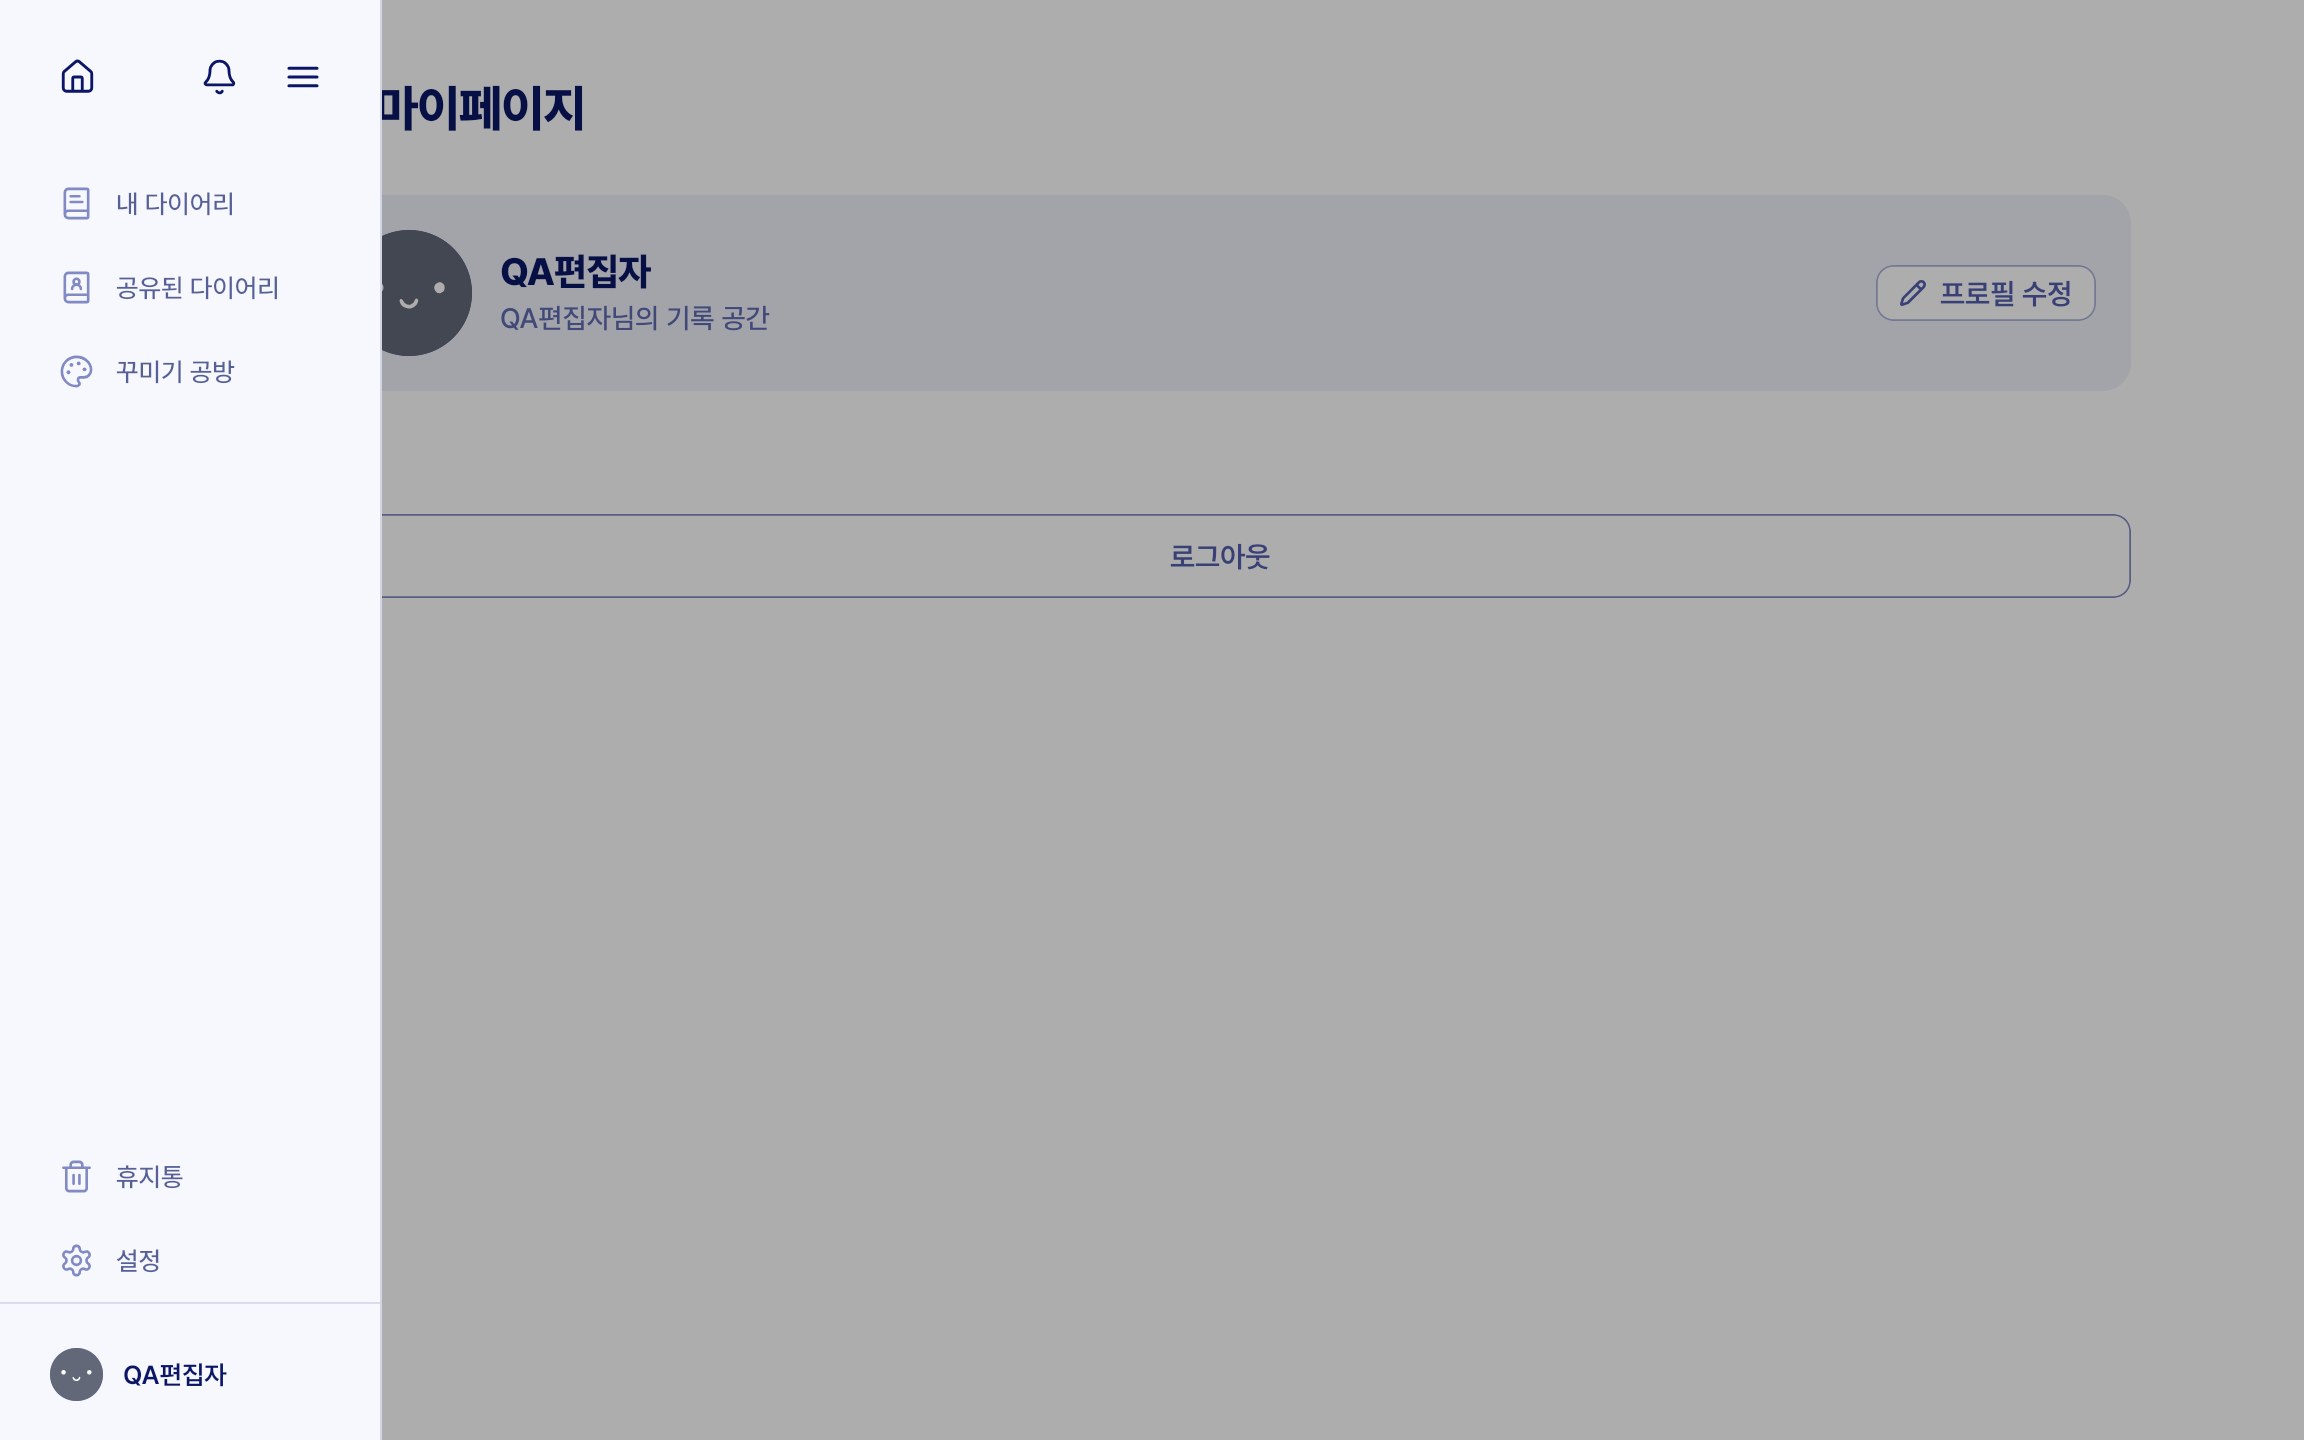 내 다이어리
공유된 다이어리
꾸미기 공방
휴지통
설정
QA편집자
마이페이지
QA편집자
QA편집자님의 기록 공간
프로필 수정
로그아웃